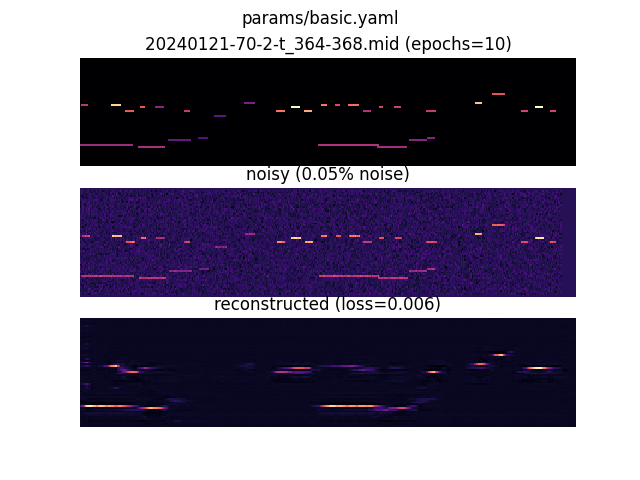 params/basic.yaml
20240121-70-2-t_364-368.mid (epochs=10)
noisy (0.05% noise)
reconstructed (loss=0.006)